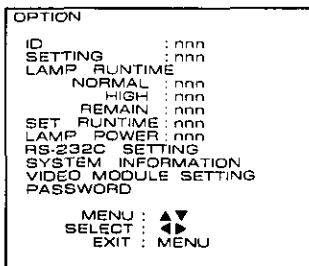 OPTION
ID : nnn
SETTING : nnn
LAMP RUNTIME
NORMAL : nnn
HIGH : nnn
REMAIN : nnn
SET RUNTIME : nnn
LAMP POWER : nnn
RS-232C SETTING
SYSTEM INFORMATION
VIDEO MODULE SETTING
PASSWORD
MENU : ▲▼
SELECT : ◀▶
EXIT : MENU